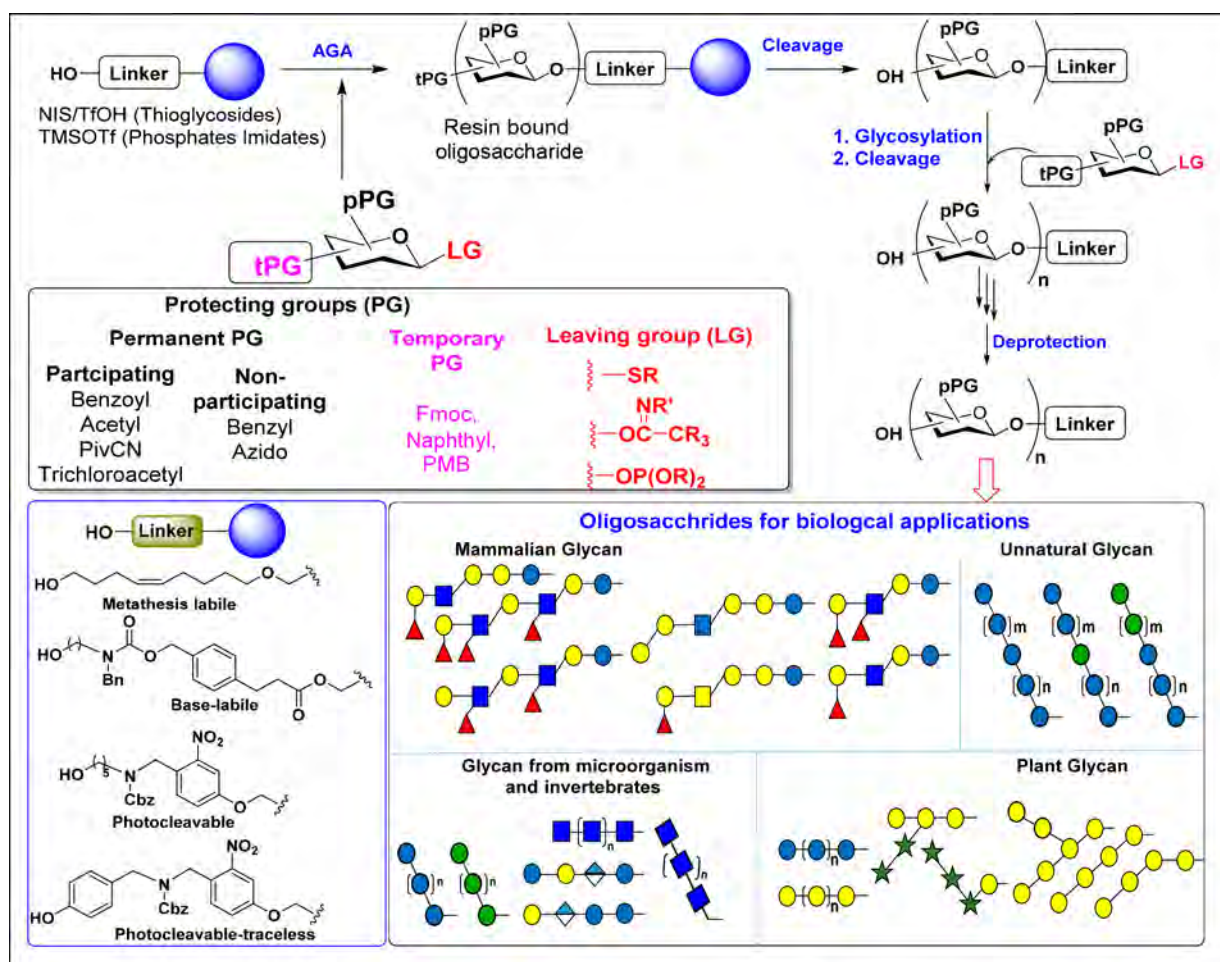 HO
Linker
AGA
NIS/TfOH (Thioglycosides)
TMSOTf (Phosphates Imidates)
pPG
tPG
O
O
Linker
Resin bound
oligosaccharide
Cleavage
pPG
OH
O
O
Linker
1. Glycosylation
2. Cleavage
pPG
tPG
O
LG
pPG
tPG
O
LG
pPG
OH
O
O
Linker
n
Deprotection
pPG
OH
O
O
Linker
n
Protecting groups (PG)
Permanent PG
Partcipating
Benzoyl
Acetyl
PivCN
Trichloroacetyl
Non-
participating
Benzyl
Azido
Temporary
PG
Fmoc,
Naphthyl,
PMB
Leaving group (LG)
SR
NR'
OC–CR3
OP(OR)2
HO
Linker
HO
O
Metathesis labile
HO
N
Bn
O
O
O
O
Base-labile
HO
5
N
Cbz
NO2
O
Photocleavable
HO
N
Cbz
NO2
O
Photocleavable-traceless
Oligosacchrides for biologcal applications
Mammalian Glycan
Unnatural Glycan
m
n
m
n
m
n
Glycan from microorganism
and invertebrates
n
n
n
n
Plant Glycan
n
n